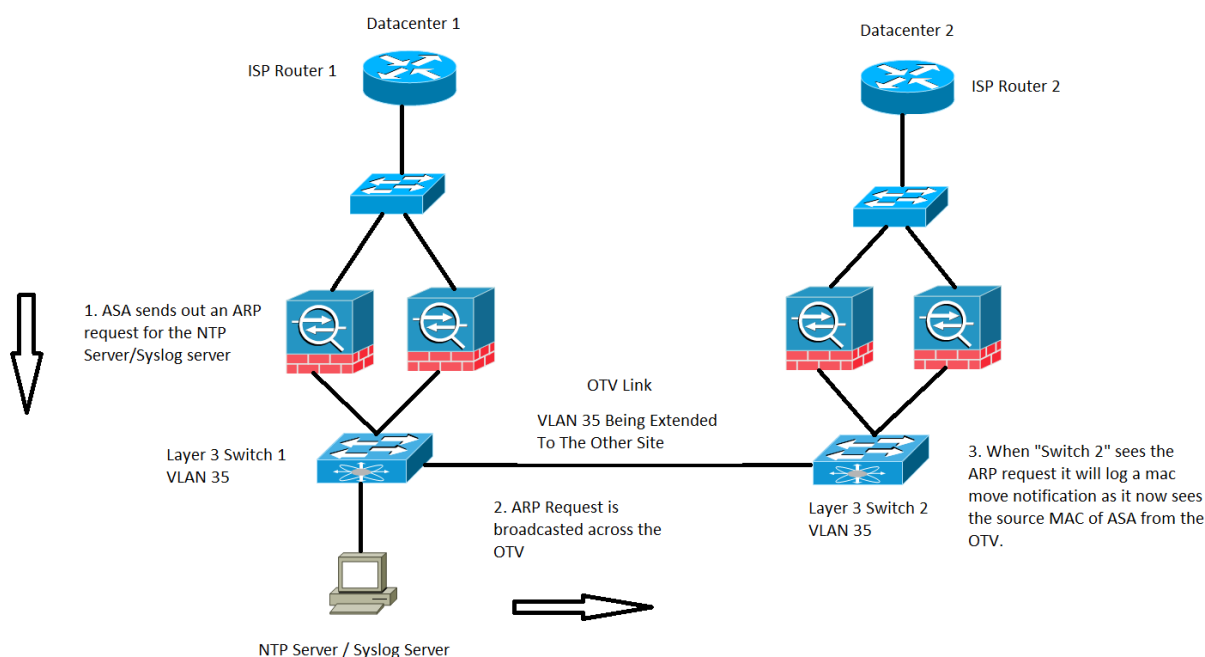 Datacenter 1
Datacenter 2
ISP Router 1
ISP Router 2
1. ASA sends out an ARP
request for the NTP
Server/Syslog server
OTV Link
VLAN 35 Being Extended
To The Other Site
Layer 3 Switch 1
VLAN 35
2. ARP Request is
broadcasted across the
OTV
Layer 3 Switch 2
VLAN 35
3. When "Switch 2" sees the
ARP request it will log a mac
move notification as it now sees
the source MAC of ASA from the
OTV.
NTP Server / Syslog Server